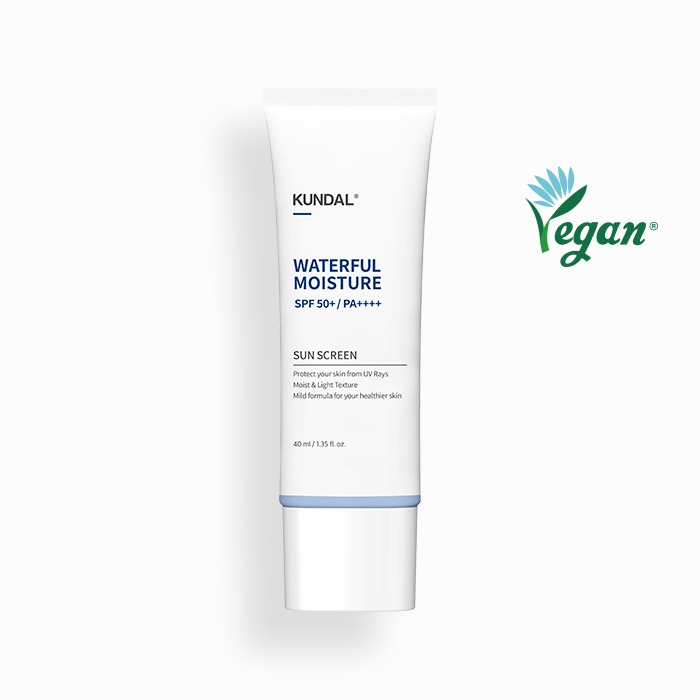 KUNDAL®
WATERFUL
MOISTURE
SPF 50+ / PA++++
SUN SCREEN
Protect your skin from UV Rays
Moist & Light Texture
Mild formula for your healthier skin
40 ml / 1.35 fl. oz.
Vegan®